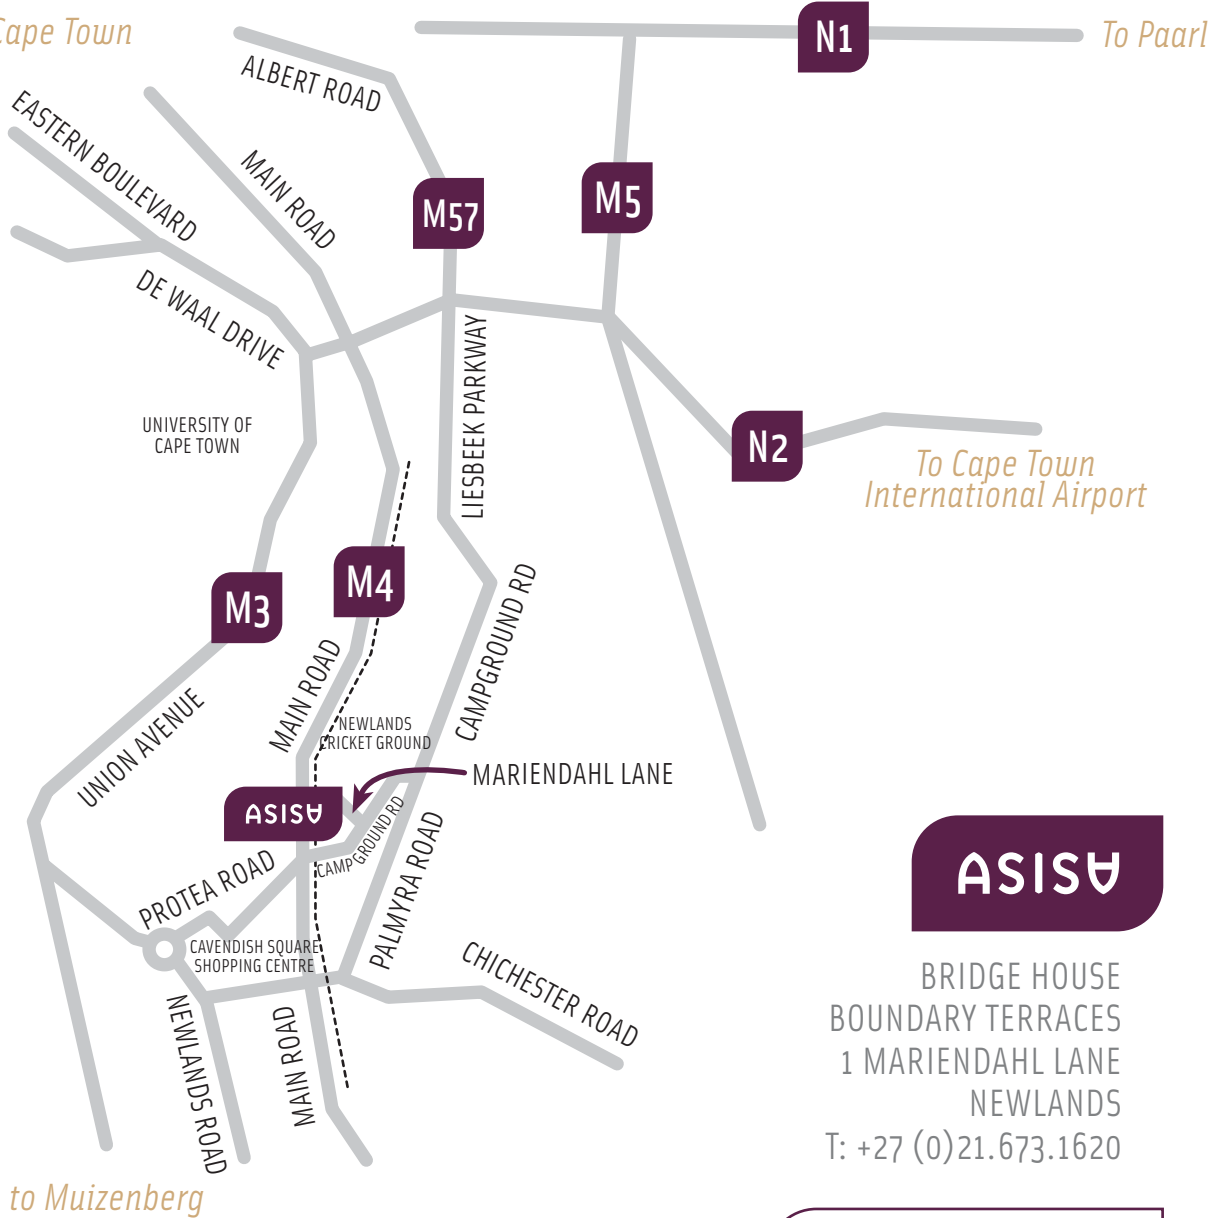 Cape Town
N1
To Paarl
ALBERT ROAD
EASTERN BOULEVARD
MAIN ROAD
M57
M5
DE WAAL DRIVE
LIESBEEK PARKWAY
UNIVERSITY OF
CAPE TOWN
N2
To Cape Town
International Airport
M3
M4
CAMPGROUND RD
MAIN ROAD
UNION AVENUE
NEWLANDS
CRICKET GROUND
MARIENDAHL LANE
ASISA
CAMPGROUND RD
PROTEA ROAD
PALMYRA ROAD
CAVENDISH SQUARE
SHOPPING CENTRE
CHICHESTER ROAD
NEWLANDS ROAD
MAIN ROAD
to Muizenberg
ASISA
BRIDGE HOUSE
BOUNDARY TERRACES
1 MARIENDAHL LANE
NEWLANDS
T: +27 (0)21.673.1620